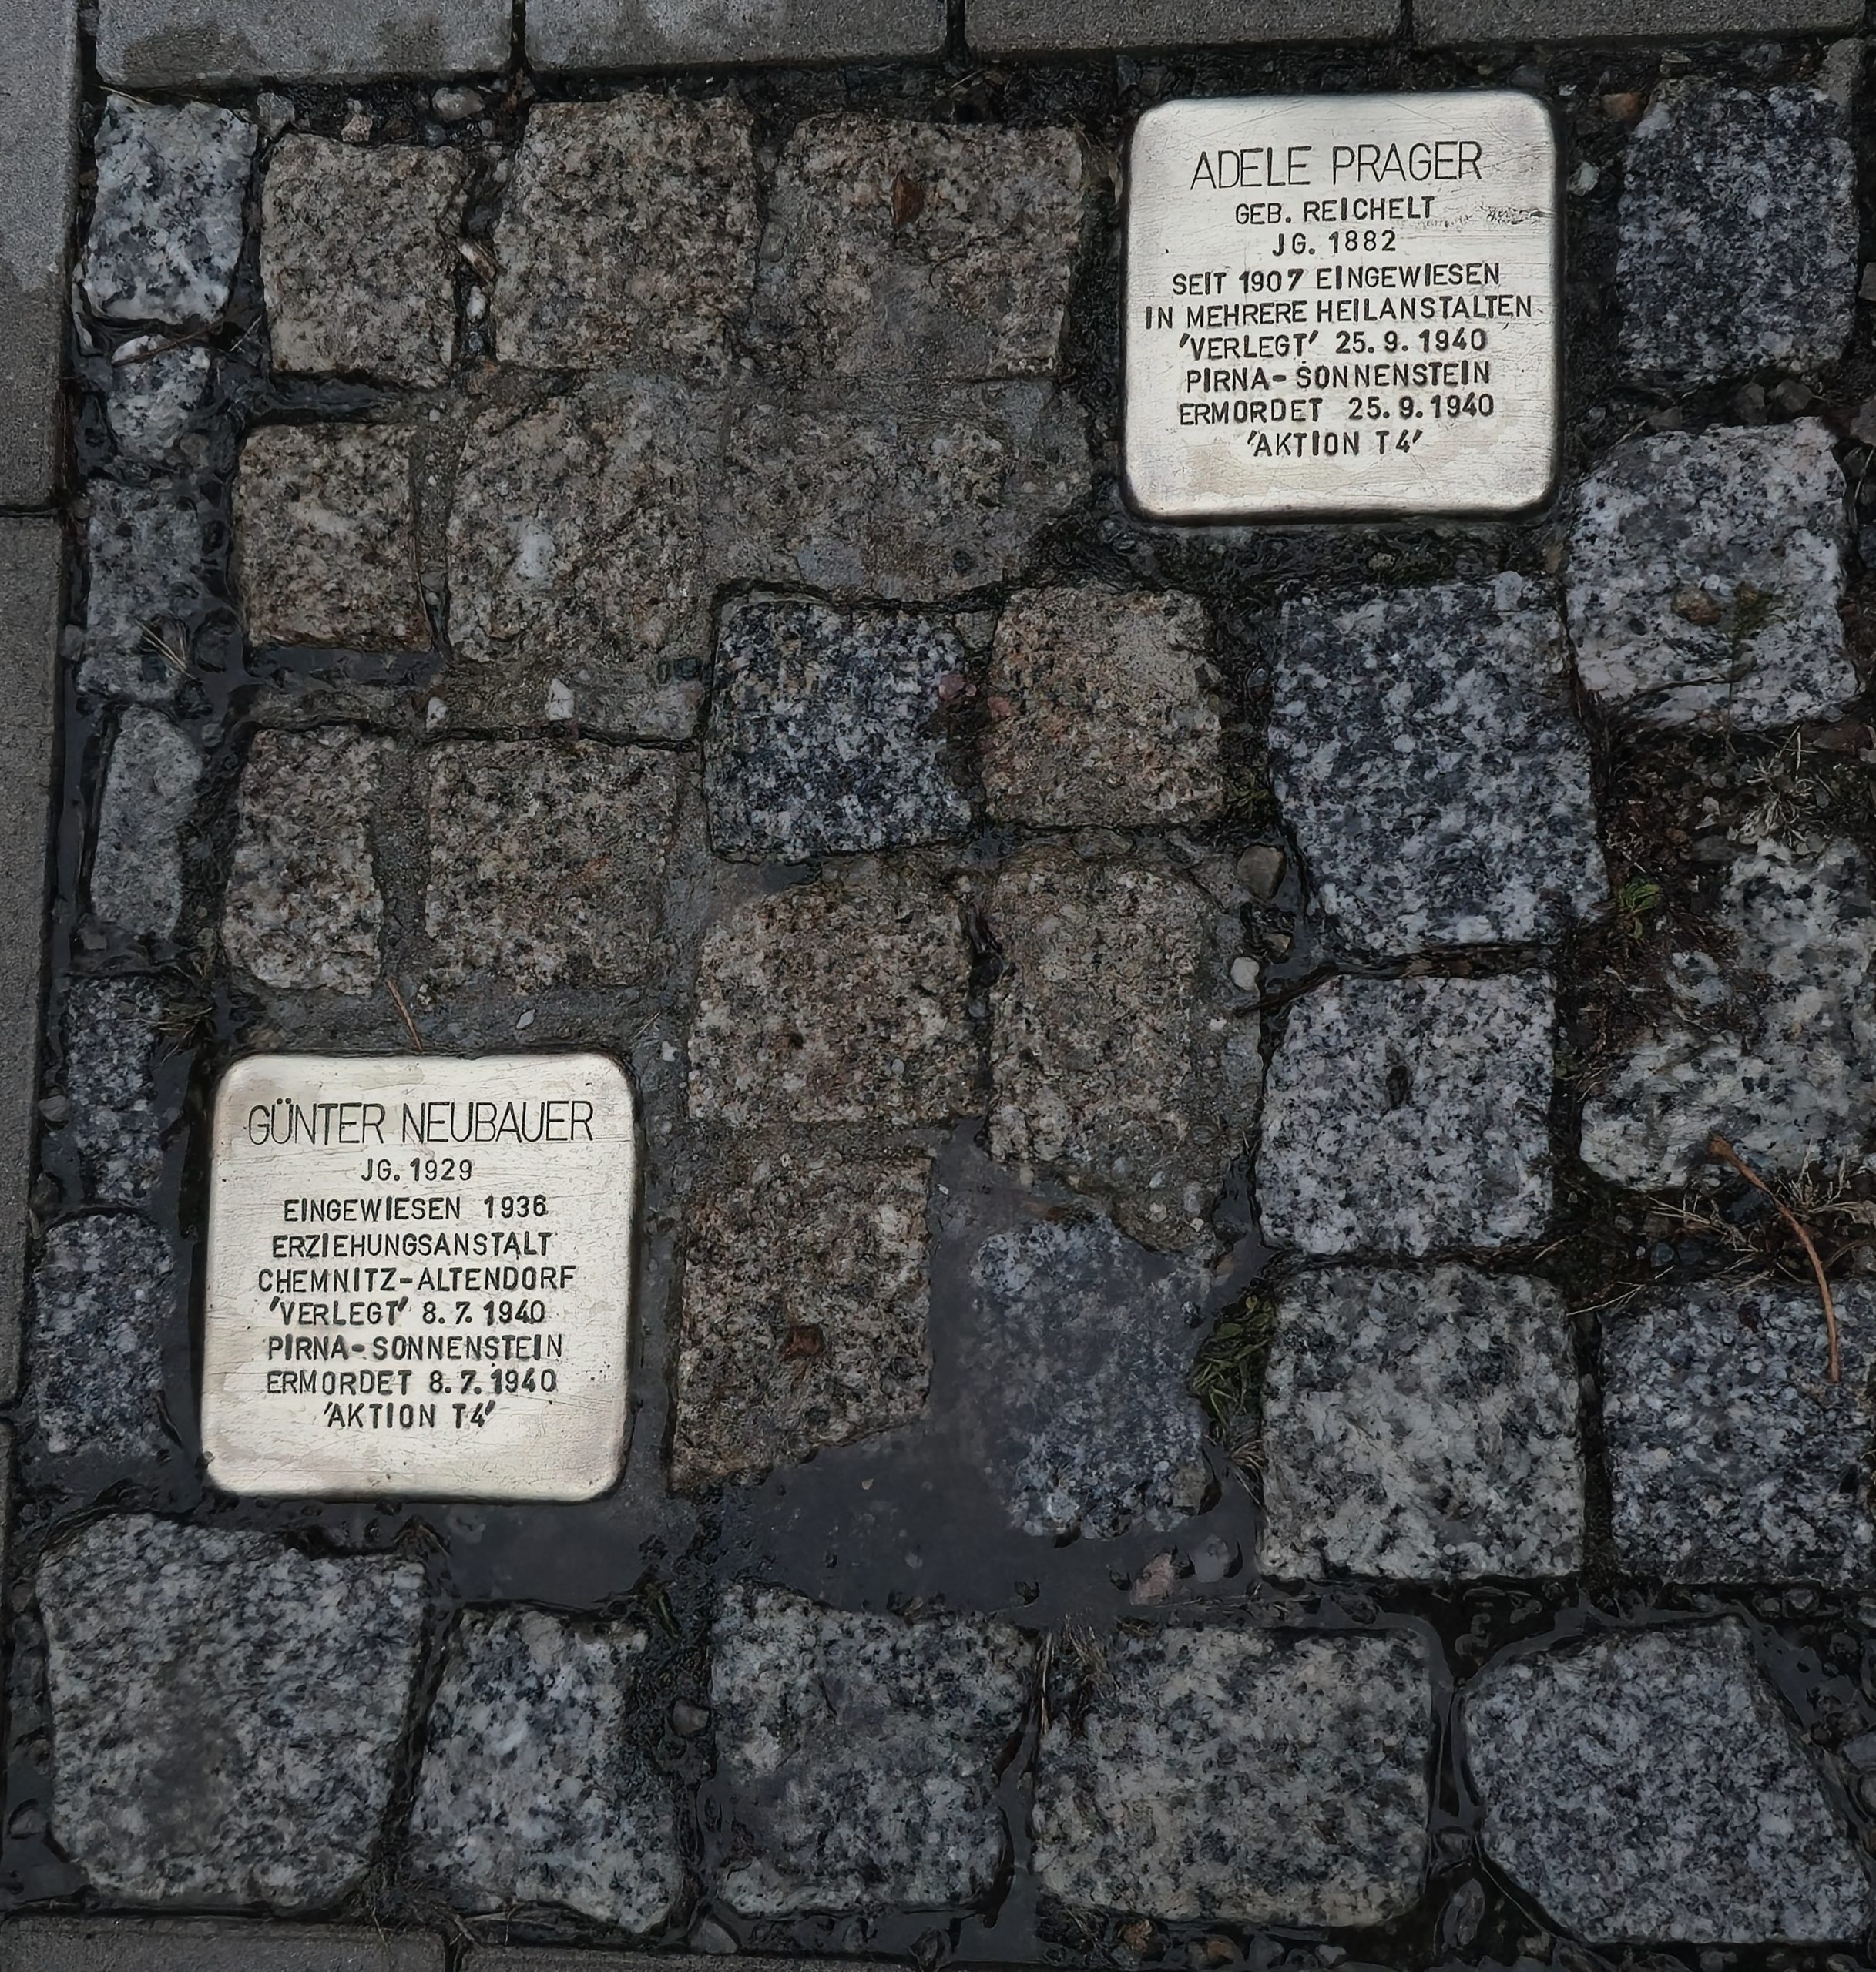 ADELE PRAGER
GEB. REICHELT
JG. 1882
SEIT 1907 EINGEWIESEN
IN MEHRERE HEILANSTALTEN
'VERLEGT' 25.9.1940
PIRNA-SONNENSTEIN
ERMORDET 25.9.1940
'AKTION T4'
GÜNTER NEUBAUER
JG. 1929
EINGEWIESEN 1936
ERZIEHUNGSANSTALT
CHEMNITZ-ALTENDORF
'VERLEGT' 8.7.1940
PIRNA-SONNENSTEIN
ERMORDET 8.7.1940
'AKTION T4'